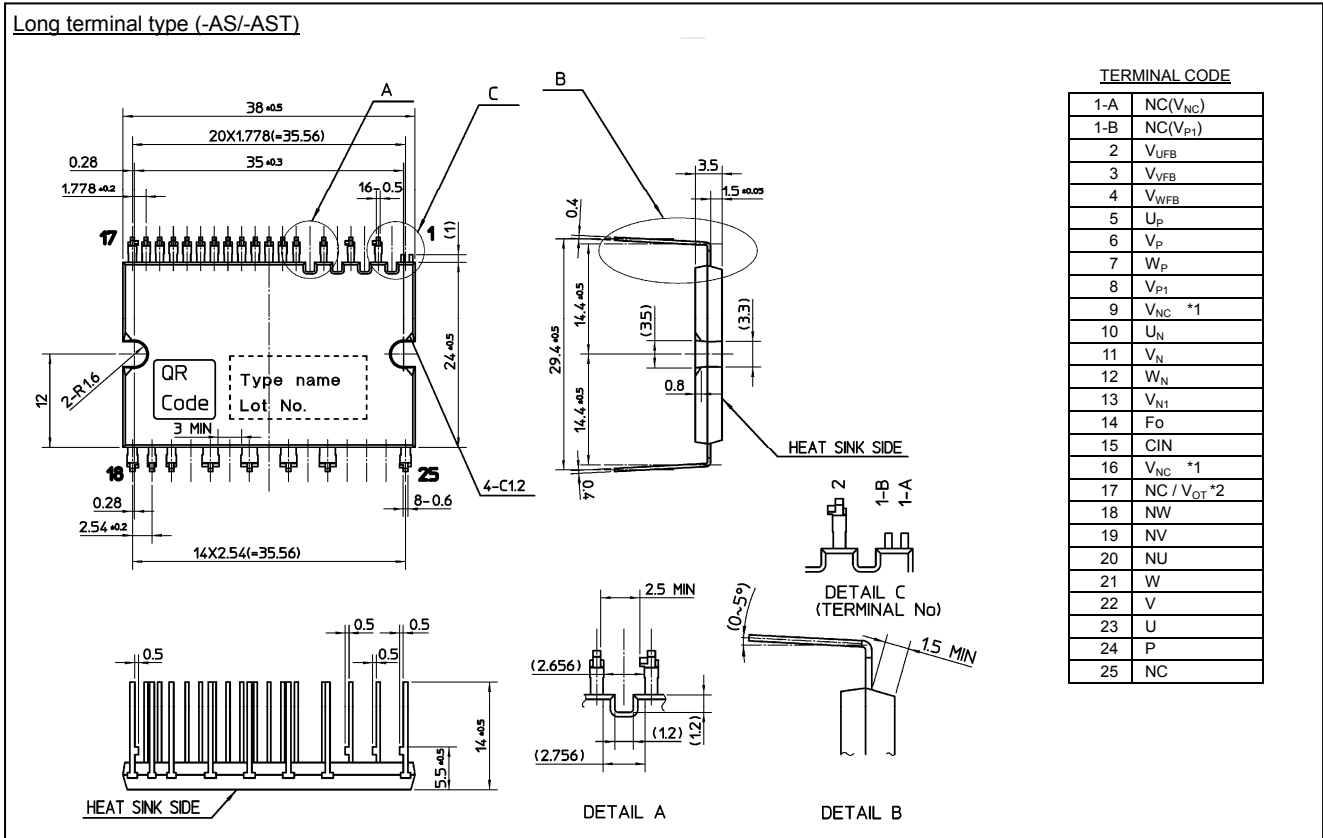 Long terminal type (-AS/-AST)
A
C
B
38 ±0.5
20X1.778(=35.56)
35 ±0.3
0.28
1.778 ±0.2
16-0.5
17
1
(1)
3.5
1.5 ±0.05
0.4
14.4 ±0.5
29.4 ±0.5
14.4 ±0.5
(3.5)
(3.3)
0.8
0.4
HEAT SINK SIDE
24 ±0.5
12
2-R1.6
QR
Code
Type name
Lot No.
3 MIN
18
25
4-C1.2
0.28
8-0.6
2.54 ±0.2
14X2.54(=35.56)
2
1-B
1-A
DETAIL C
(TERMINAL No)
0.5
0.5
0.5
0.5
14 ±0.5
5.5 ±0.5
HEAT SINK SIDE
2.5 MIN
(2.656)
(1.2)
(1.2)
(2.756)
DETAIL A
(0~5°)
1.5 MIN
DETAIL B
TERMINAL CODE
1-A NC(VNC)
1-B NC(VP1)
2 VUFB
3 VVFB
4 VWFB
5 UP
6 VP
7 WP
8 VP1
9 VNC *1
10 UN
11 VN
12 WN
13 VN1
14 Fo
15 CIN
16 VNC *1
17 NC / VOT *2
18 NW
19 NV
20 NU
21 W
22 V
23 U
24 P
25 NC